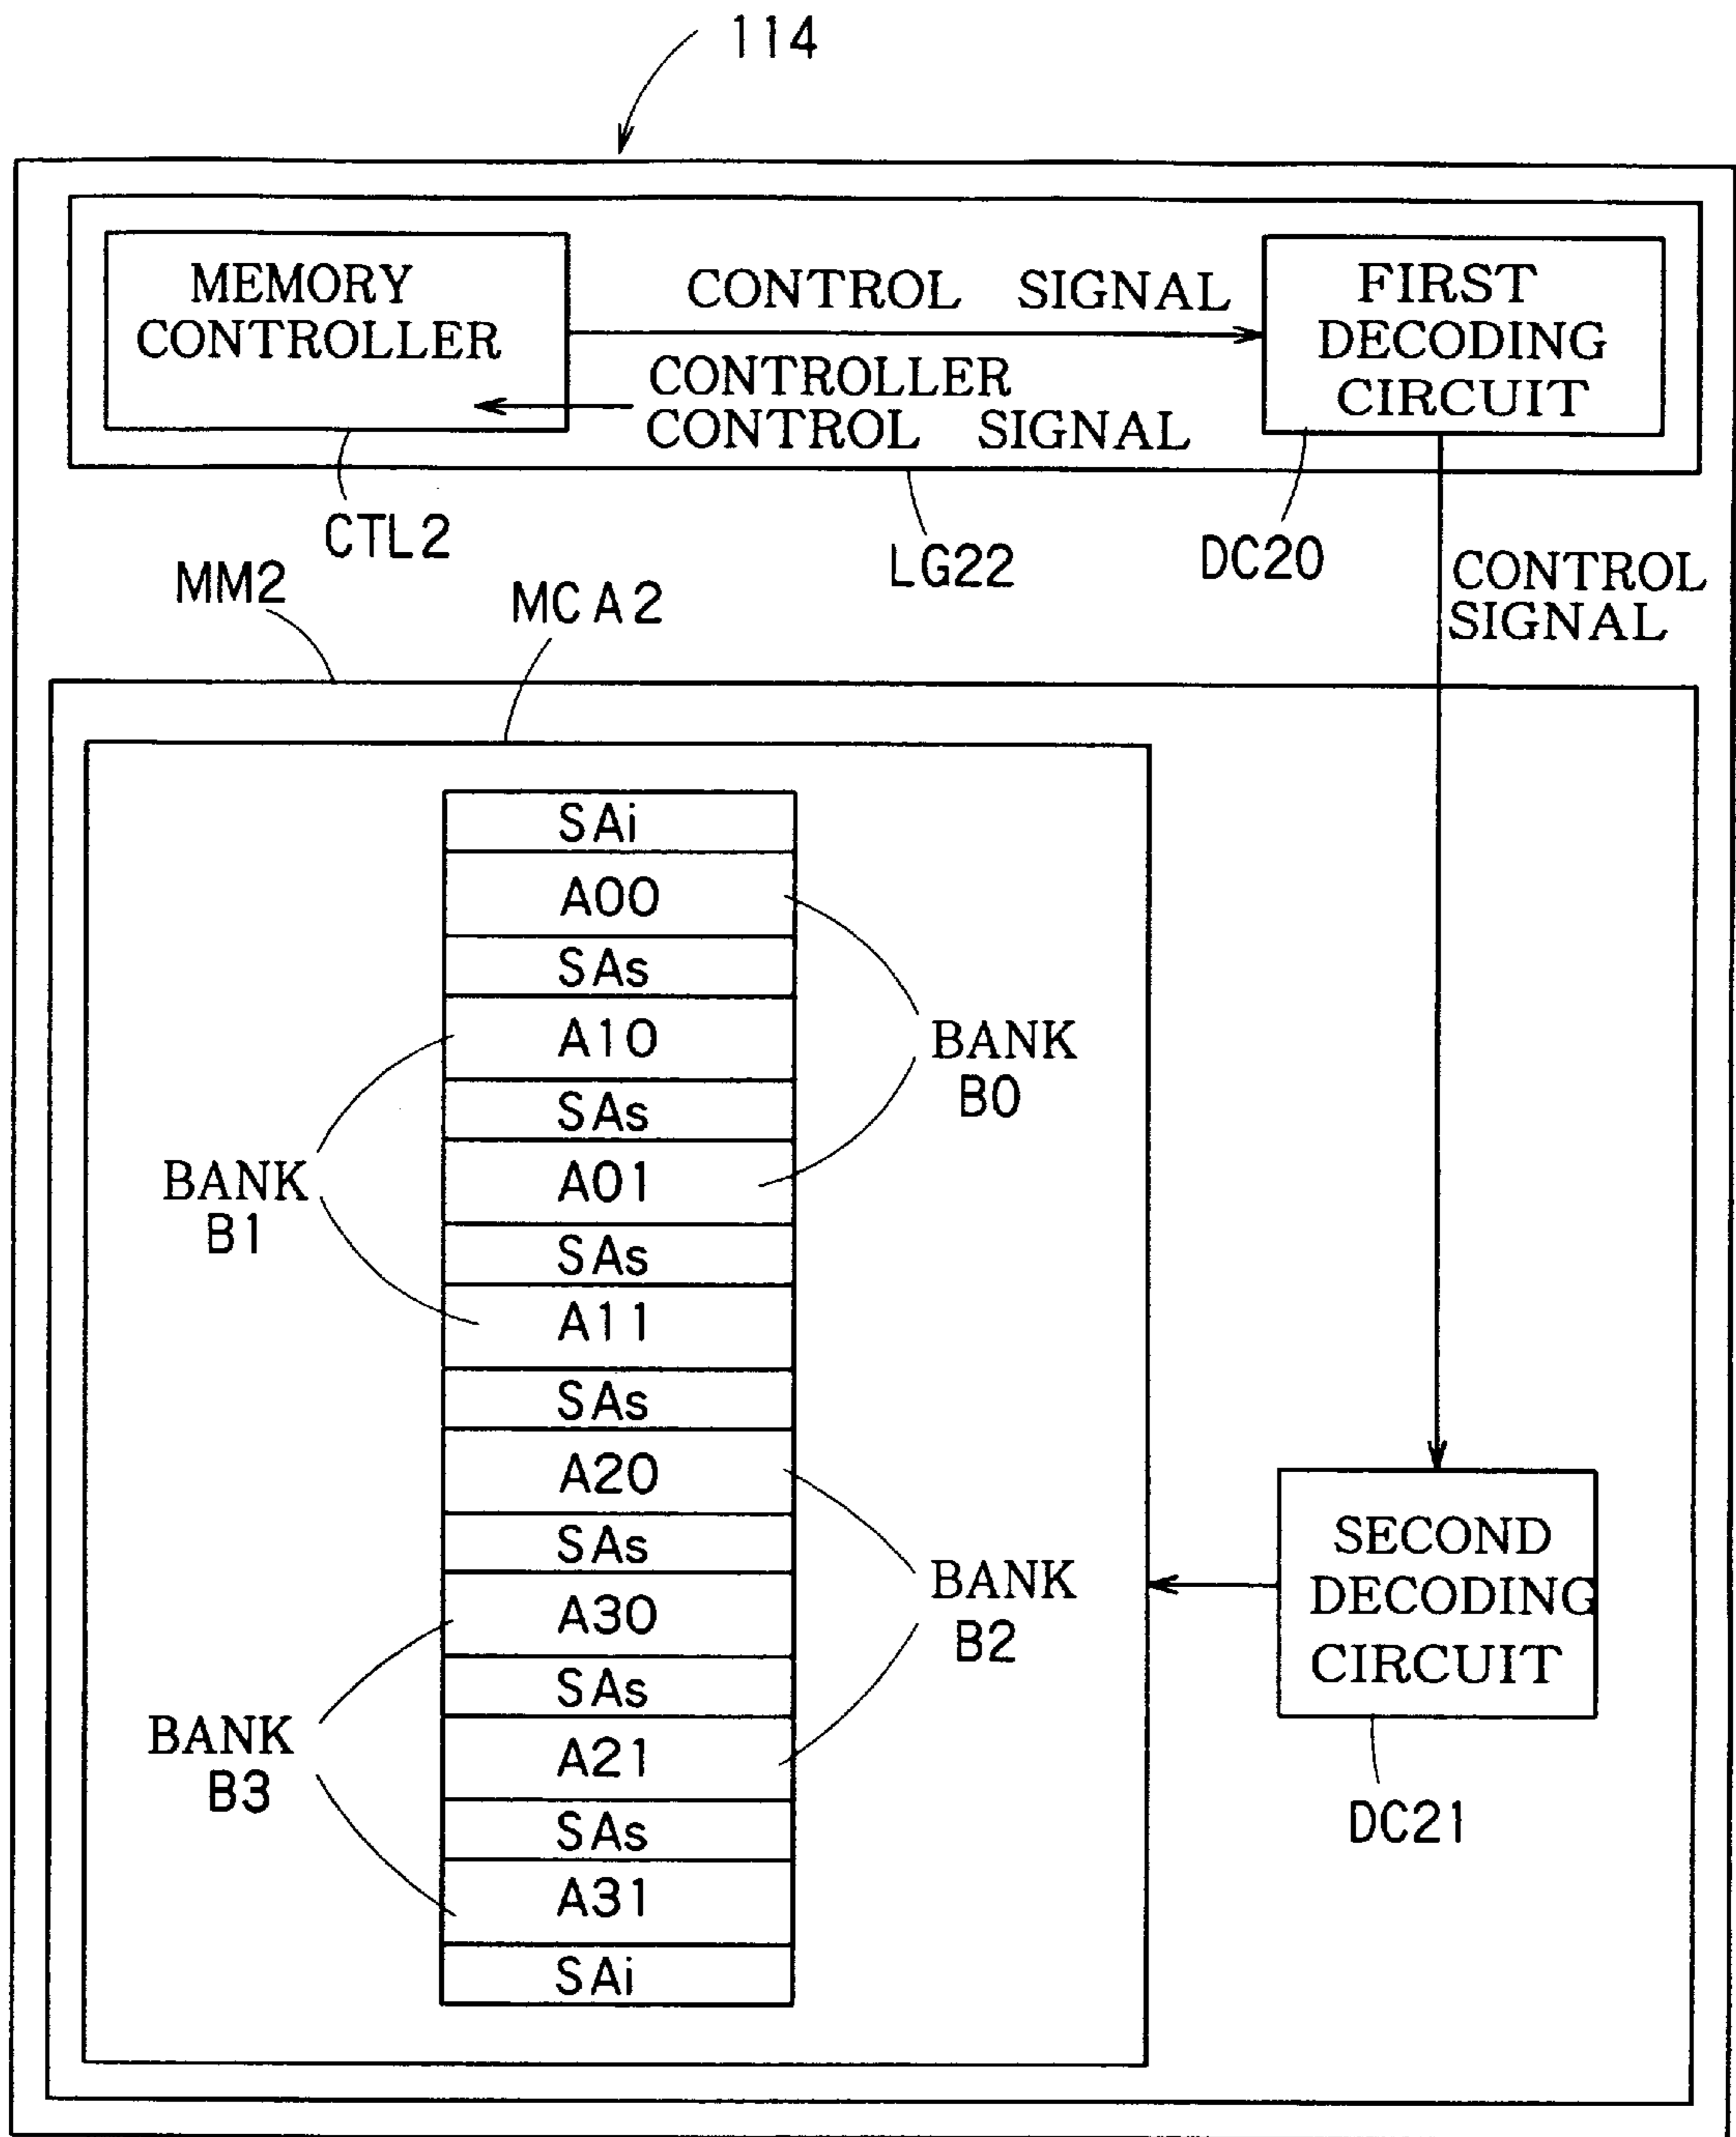 114
MEMORY
CONTROLLER
CONTROL SIGNAL
CONTROLLER
CONTROL SIGNAL
FIRST
DECODING
CIRCUIT
CTL2
LG22
DC20
CONTROL
SIGNAL
MM2
MCA2
SAi
A00
SAs
A10
SAs
A01
SAs
A11
SAs
A20
SAs
A30
SAs
A21
SAs
A31
SAi
BANK
B0
BANK
B1
BANK
B2
BANK
B3
SECOND
DECODING
CIRCUIT
DC21